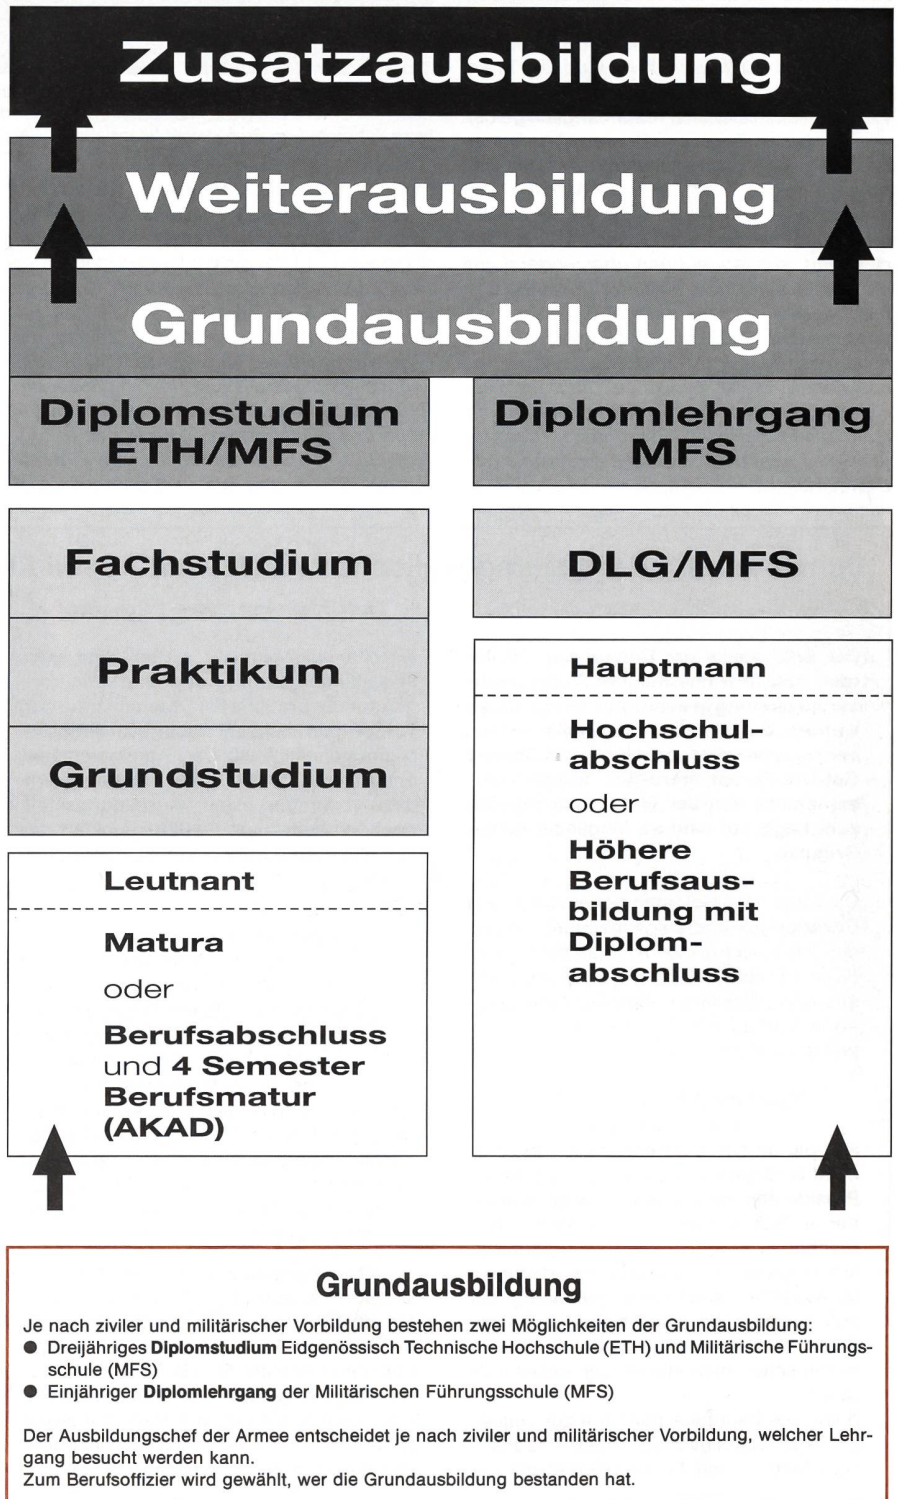 Zusatzausbildung
Weiterausbildung
Grundausbildung
Diplomstudium
ETH/MFS
Fachstudium
Praktikum
Grundstudium
Leutnant
Matura
oder
Berufsabschluss
und 4 Semester
Berufsmatur
(AKAD)
Diplomlehrgang
MFS
DLG/MFS
Hauptmann
Hochschul-
abschluss
oder
Höhere
Berufsaus-
bildung mit
Diplom-
abschluss
Grundausbildung
Je nach ziviler und militärischer Vorbildung bestehen zwei Möglichkeiten der Grundausbildung:
● Dreijähriges Diplomstudium Eidgenössisch Technische Hochschule (ETH) und Militärische Führungs-
schule (MFS)
● Einjähriger Diplomlehrgang der Militärischen Führungsschule (MFS)
Der Ausbildungschef der Armee entscheidet je nach ziviler und militärischer Vorbildung, welcher Lehr-
gang besucht werden kann.
Zum Berufsoffizier wird gewählt, wer die Grundausbildung bestanden hat.